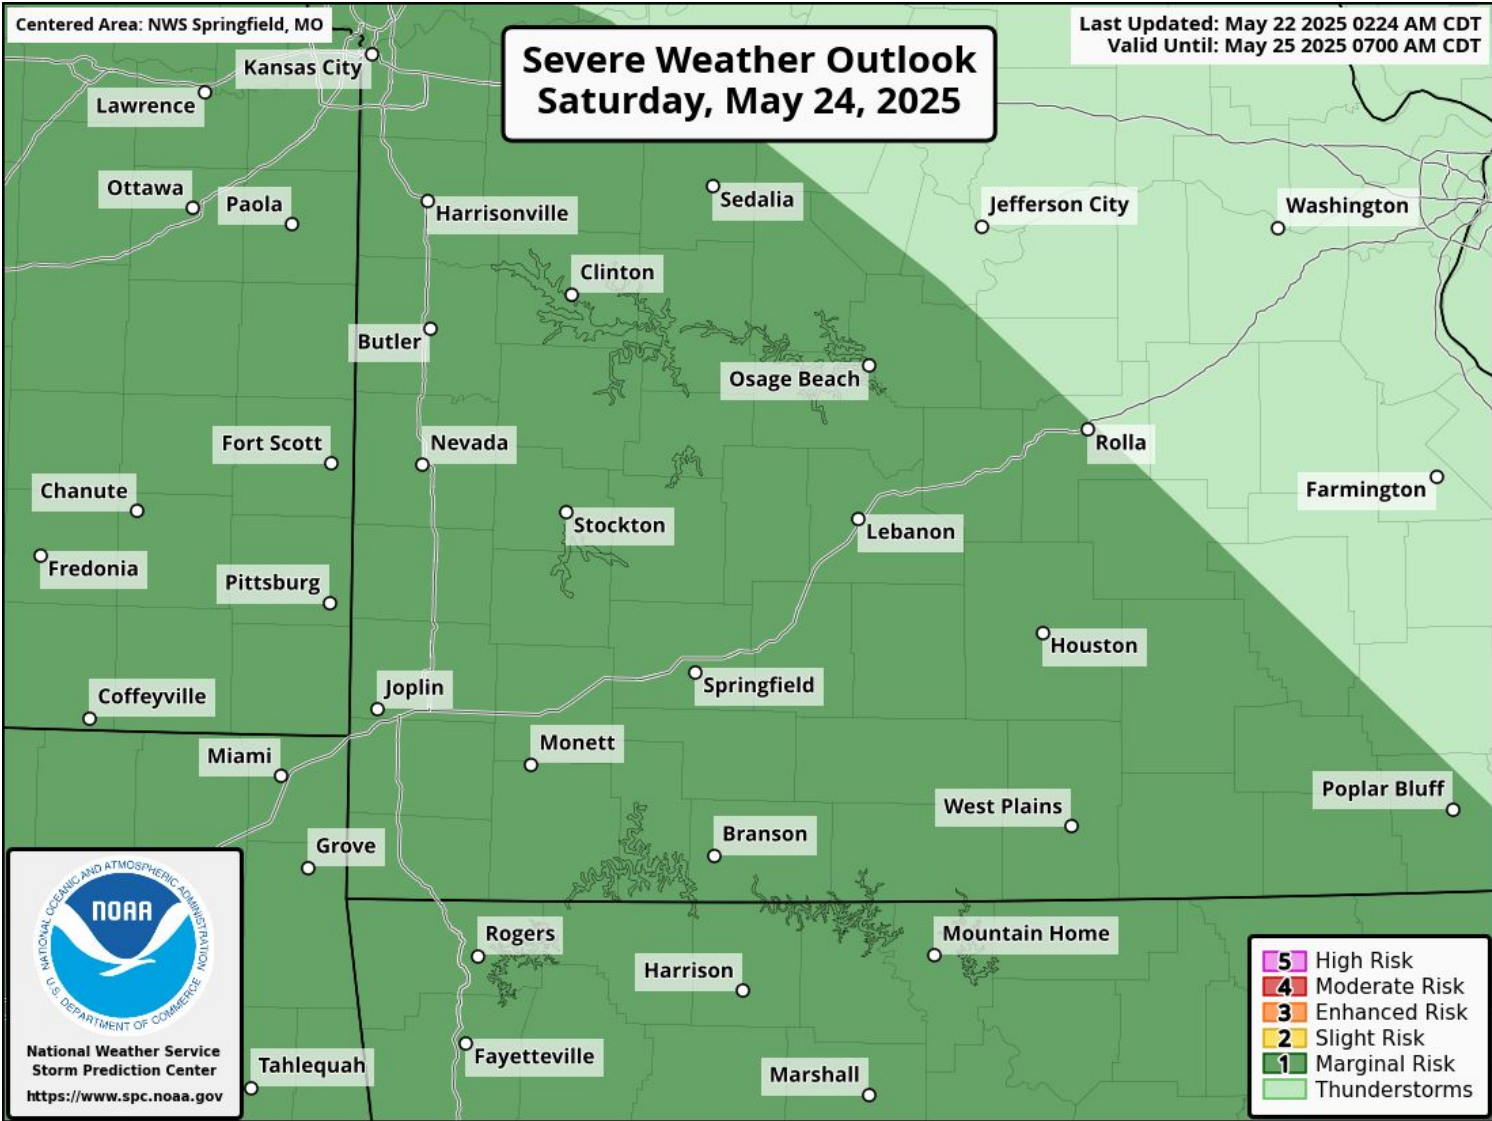 Centered Area: NWS Springfield, MO
Severe Weather Outlook
Saturday, May 24, 2025
Last Updated: May 22 2025 0224 AM CDT
Valid Until: May 25 2025 0700 AM CDT
Kansas City
Lawrence
Ottawa
Paola
Harrisonville
Sedalia
Jefferson City
Washington
Clinton
Butler
Osage Beach
Fort Scott
Nevada
Rolla
Chanute
Farmington
Stockton
Lebanon
Fredonia
Pittsburg
Houston
Coffeyville
Joplin
Springfield
Miami
Monett
Poplar Bluff
West Plains
Branson
Grove
Rogers
Mountain Home
Harrison
Fayetteville
Tahlequah
Marshall
NATIONAL OCEANIC AND ATMOSPHERIC ADMINISTRATION
NOAA
U.S. DEPARTMENT OF COMMERCE
National Weather Service
Storm Prediction Center
https://www.spc.noaa.gov
5 High Risk
4 Moderate Risk
3 Enhanced Risk
2 Slight Risk
1 Marginal Risk
Thunderstorms